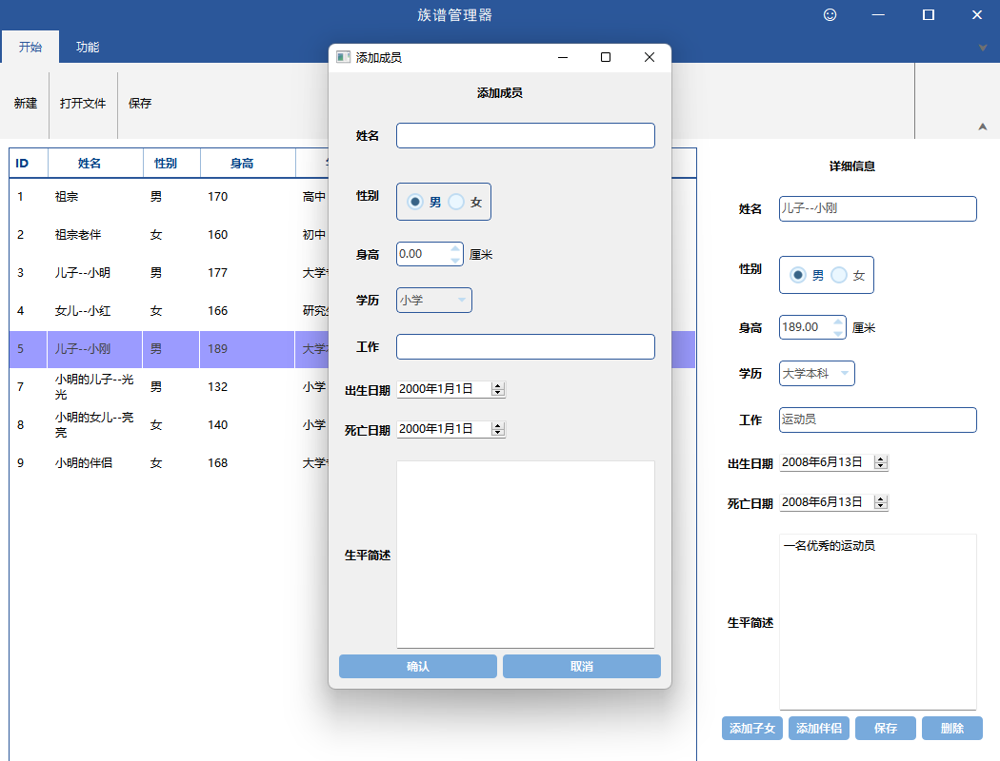 族谱管理器
开始 功能
新建 打开文件 保存
ID 姓名 性别 身高
1 祖宗 男 170 高中
2 祖宗老伴 女 160 初中
3 儿子--小明 男 177 大学
4 女儿--小红 女 166 研究
5 儿子--小刚 男 189 大学
7 小明的儿子--光
光 男 132 小学
8 小明的女儿--亮
亮 女 140 小学
9 小明的伴侣 女 168 大学
添加成员
添加成员
姓名
性别 男 女
身高 0.00 厘米
学历 小学
工作
出生日期 2000年1月1日
死亡日期 2000年1月1日
生平简述
确认 取消
详细信息
姓名 儿子--小刚
性别 男 女
身高 189.00 厘米
学历 大学本科
工作 运动员
出生日期 2008年6月13日
死亡日期 2008年6月13日
一名优秀的运动员
生平简述
添加子女 添加伴侣 保存 删除